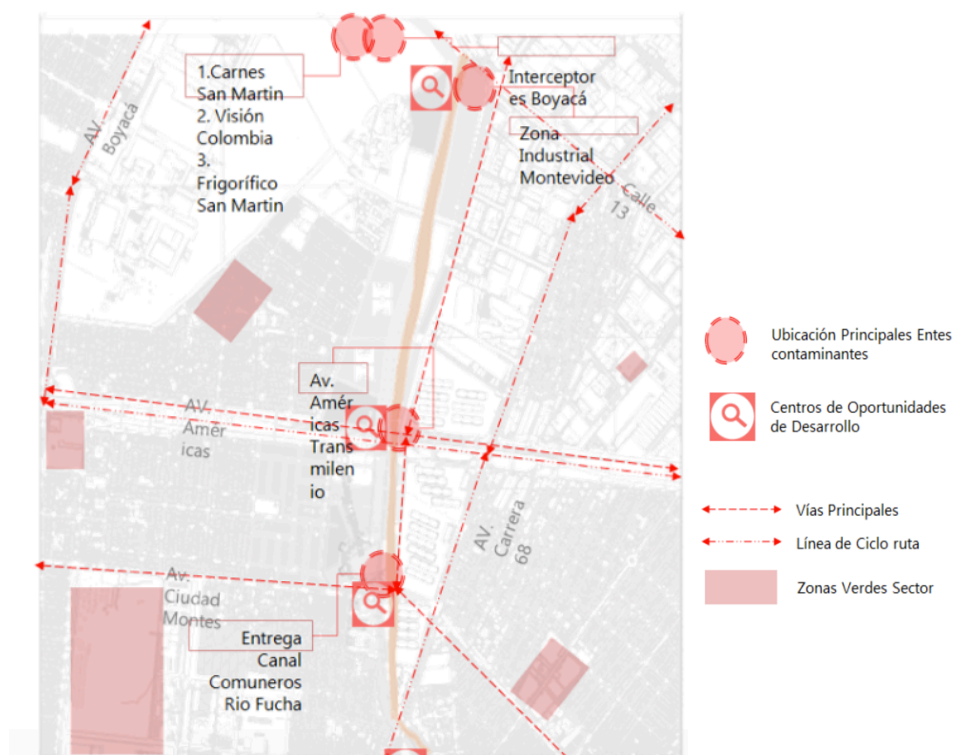 1.Carnes
San Martin
2. Visión
Colombia
3.
Frigorífico
San Martin
AV.
Boyacá
Interceptor
es Boyacá
Zona
Industrial
Montevideo
Calle
13
Av.
Amér
icas
Trans
milen
io
AV.
Amér
icas
AV.
Carrera
68
Av.
Ciudad
Montes
Entrega
Canal
Comuneros
Rio Fucha
Ubicación Principales Entes
contaminantes
Centros de Oportunidades
de Desarrollo
Vías Principales
Línea de Ciclo ruta
Zonas Verdes Sector